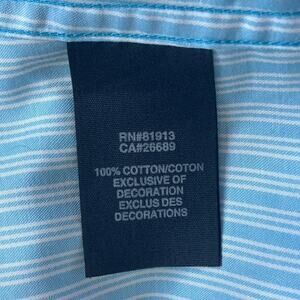 RN#81913
CA#26689
100% COTTON/COTON
EXCLUSIVE OF
DECORATION
EXCLUS DES
DECORATIONS